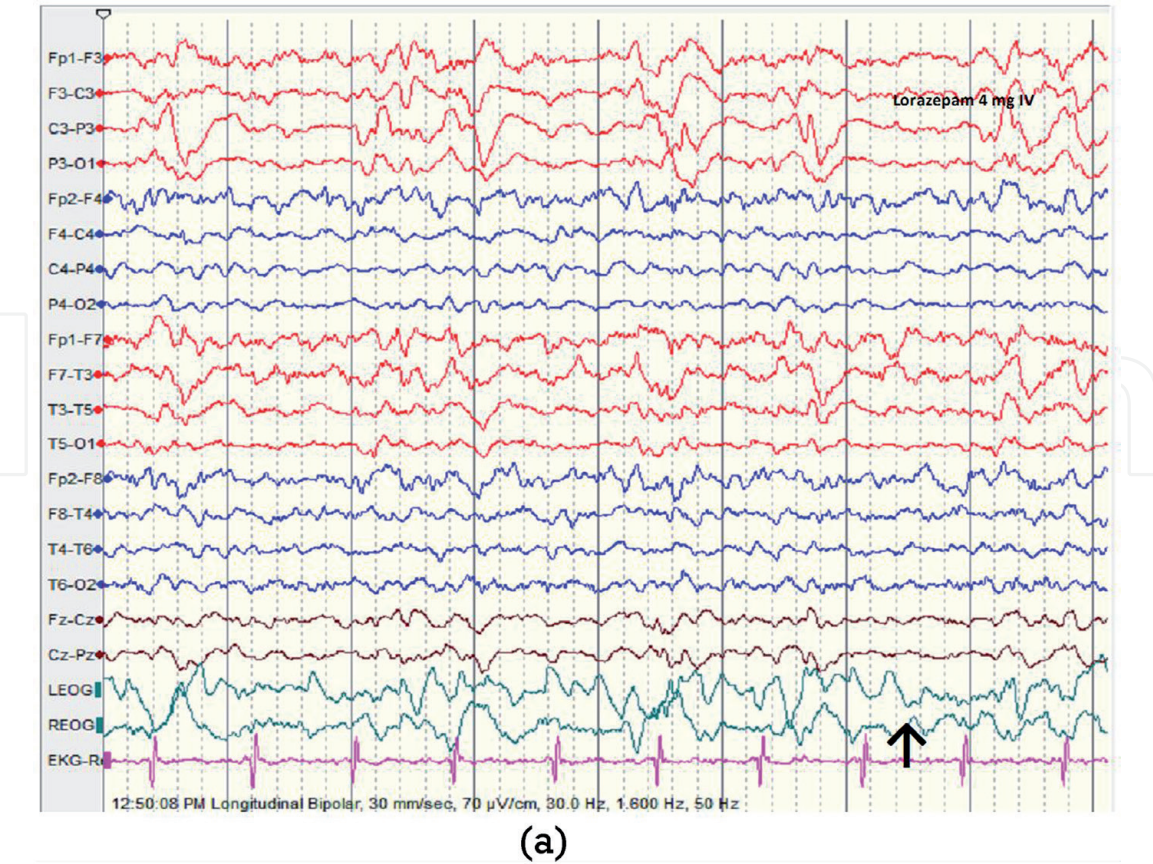 Fp1-F3
F3-C3
Lorazepam 4 mg IV
C3-P3
P3-O1
Fp2-F4
F4-C4
C4-P4
P4-O2
Fp1-F7
F7-T3
T3-T5
T5-O1
Fp2-F8
F8-T4
T4-T6
T6-O2
Fz-Cz
Cz-Pz
LEOG
REOG
EKG-R
12:50:08 PM Longitudinal Bipolar, 30 mm/sec, 70 µV/cm, 30.0 Hz, 1.600 Hz, 50 Hz
(a)